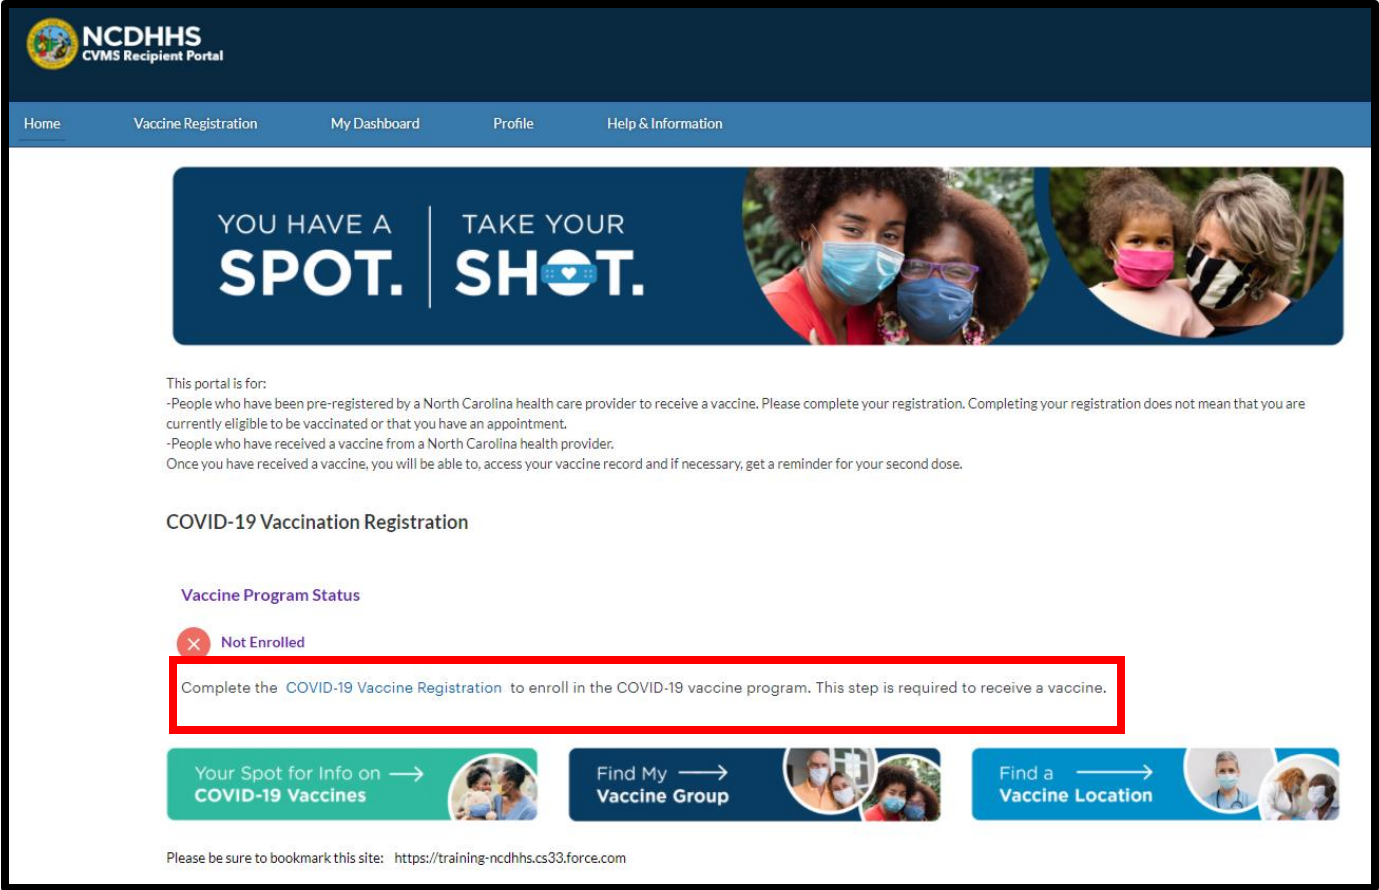 NCDHHS
CVMS Recipient Portal
Home Vaccine Registration My Dashboard Profile Help & Information
YOU HAVE A
SPOT.
TAKE YOUR
SHOT.
This portal is for:
-People who have been pre-registered by a North Carolina health care provider to receive a vaccine. Please complete your registration. Completing your registration does not mean that you are
currently eligible to be vaccinated or that you have an appointment.
-People who have received a vaccine from a North Carolina health provider.
Once you have received a vaccine, you will be able to, access your vaccine record and if necessary, get a reminder for your second dose.
COVID-19 Vaccination Registration
Vaccine Program Status
Not Enrolled
Complete the COVID-19 Vaccine Registration to enroll in the COVID-19 vaccine program. This step is required to receive a vaccine.
Your Spot for Info on
COVID-19 Vaccines
Find My
Vaccine Group
Find a
Vaccine Location
Please be sure to bookmark this site: https://training-ncdhhs.cs33.force.com